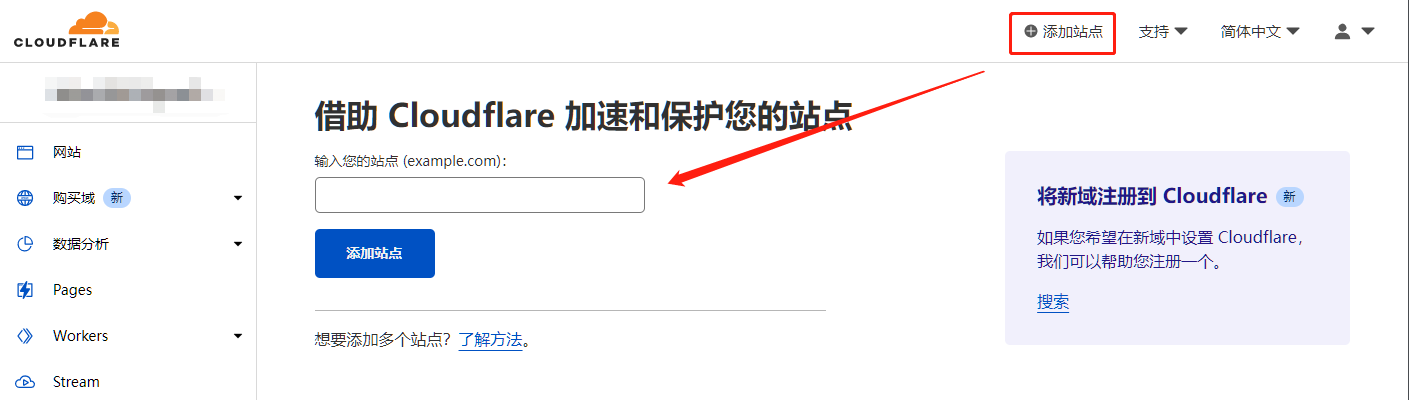 CLOUDFLARE
添加站点
支持
简体中文
网站
购买域 新
数据分析
Pages
Workers
Stream
借助 Cloudflare 加速和保护您的站点
输入您的站点 (example.com)：
添加站点
想要添加多个站点？了解方法。
将新域注册到 Cloudflare 新
如果您希望在新域中设置 Cloudflare，
我们可以帮助您注册一个。
搜索